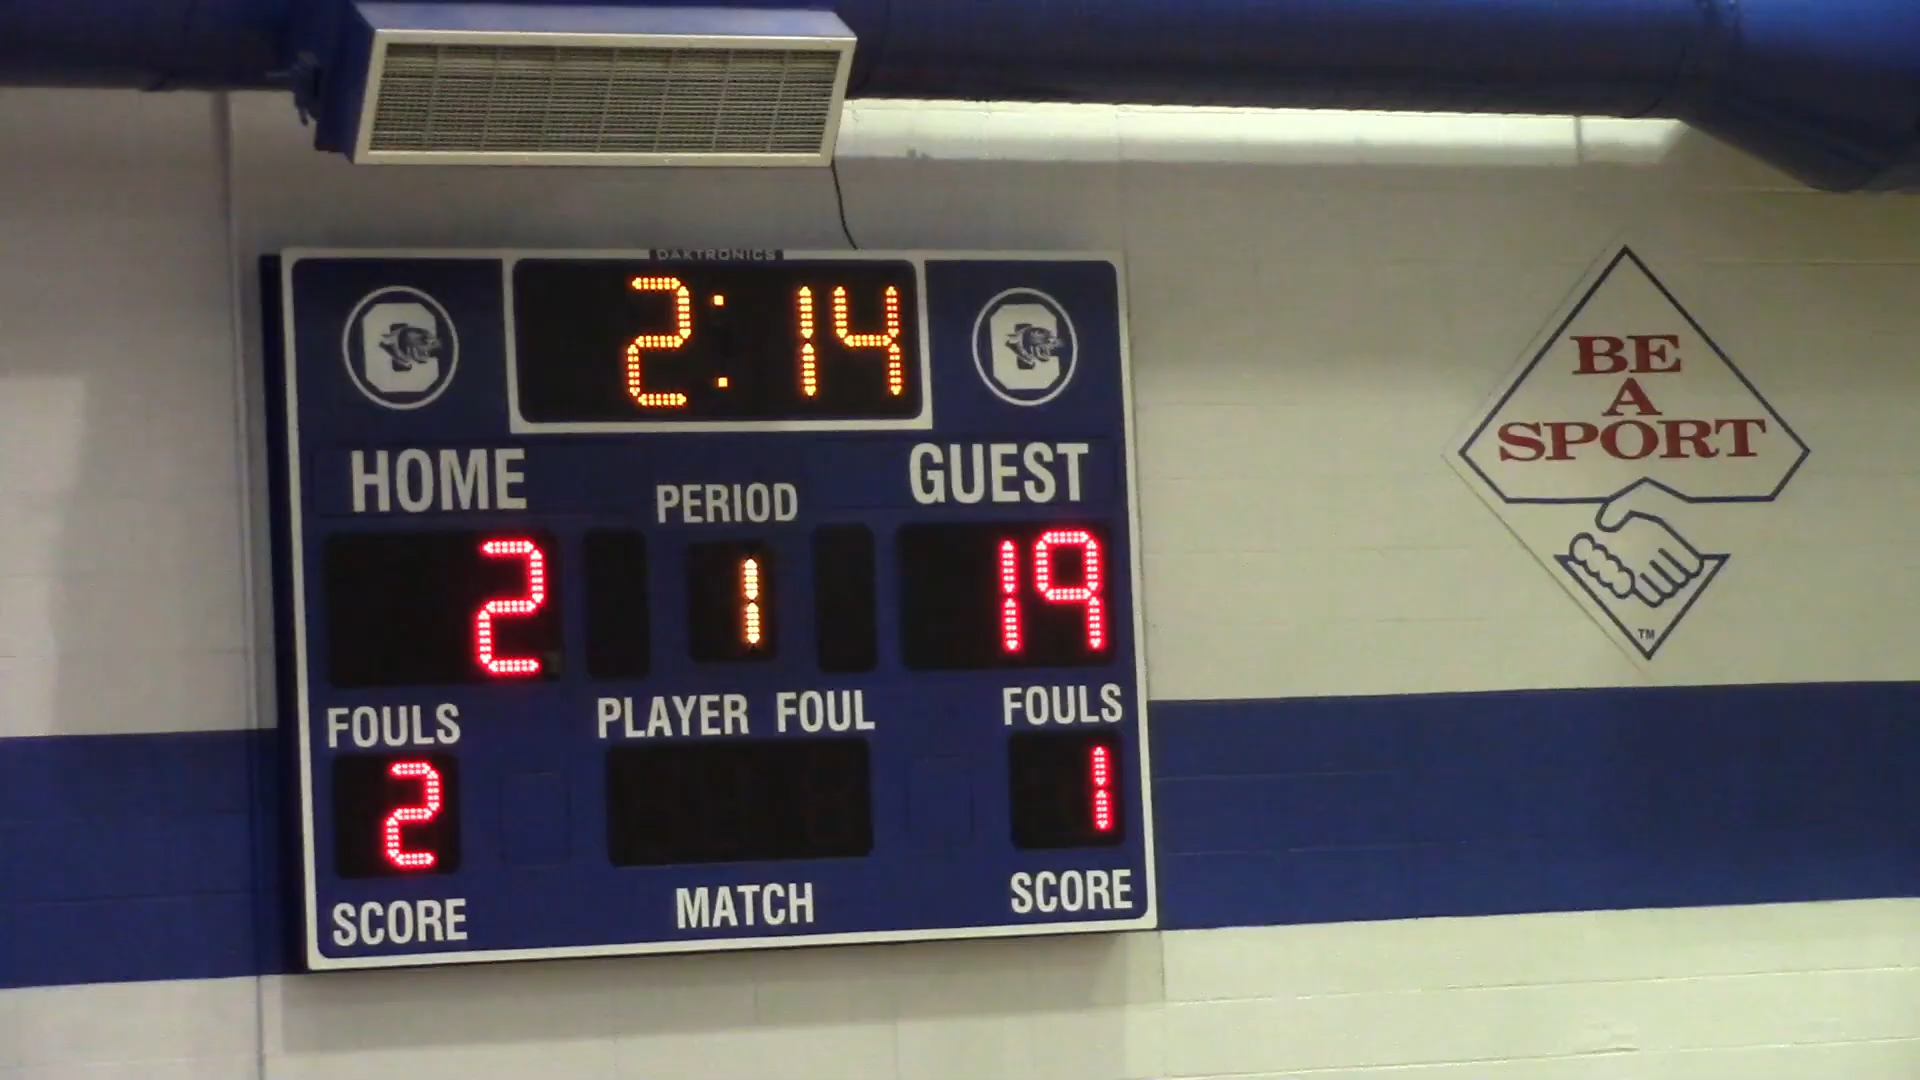 DAKTRONICS
2:14
HOME
PERIOD
GUEST
2
1
19
FOULS
PLAYER FOUL
FOULS
2
1
SCORE
MATCH
SCORE
C
C
BE
A
SPORT
TM